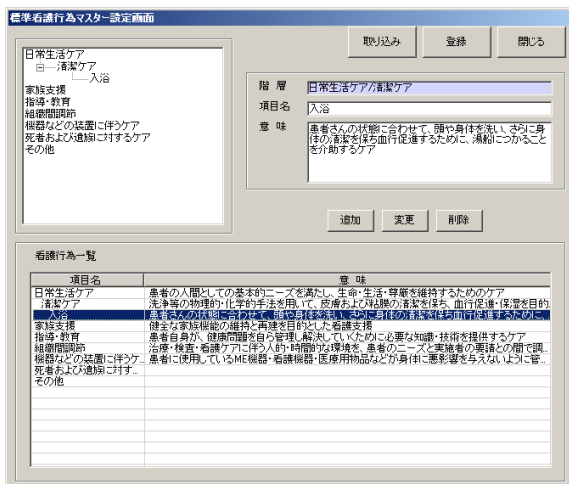 標準看護行為マスター設定画面
取り込み 登録 閉じる
日常生活ケア
清潔ケア
入浴
家族支援
指導・教育
組織間調節
機器などの装置に伴うケア
死者および遺族に対するケア
その他
階 層 日常生活ケア/清潔ケア
項目名 入浴
意 味 患者さんの状態に合わせて、頭や身体を洗い、さらに身
体の清潔を保ち血行促進するために、湯船につかること
を介助するケア
追加 変更 削除
看護行為一覧
項目名 意 味
日常生活ケア 患者の人間としての基本的ニーズを満たし、生命・生活・尊厳を維持するためのケア
清潔ケア 洗浄等の物理的・化学的手法を用いて、皮膚および粘膜の清潔を保ち、血行促進・保湿を目的.
入浴 患者さんの状態に合わせて、頭や身体を洗い、さらに身体の清潔を保ち血行促進するために、
家族支援 健全な家族機能の維持と再建を目的とした看護支援
指導・教育 患者自身が、健康問題を自ら管理し解決していくために必要な知識・技術を提供するケア
組織間調節 治療・検査・看護ケアに伴う人的・時間的な環境を、患者のニーズと実施者の要請との間で調...
機器などの装置に伴うケ... 患者に使用しているME機器・看護機器・医療用物品などが身体に悪影響を与えないように管...
死者および遺族に対す...
その他